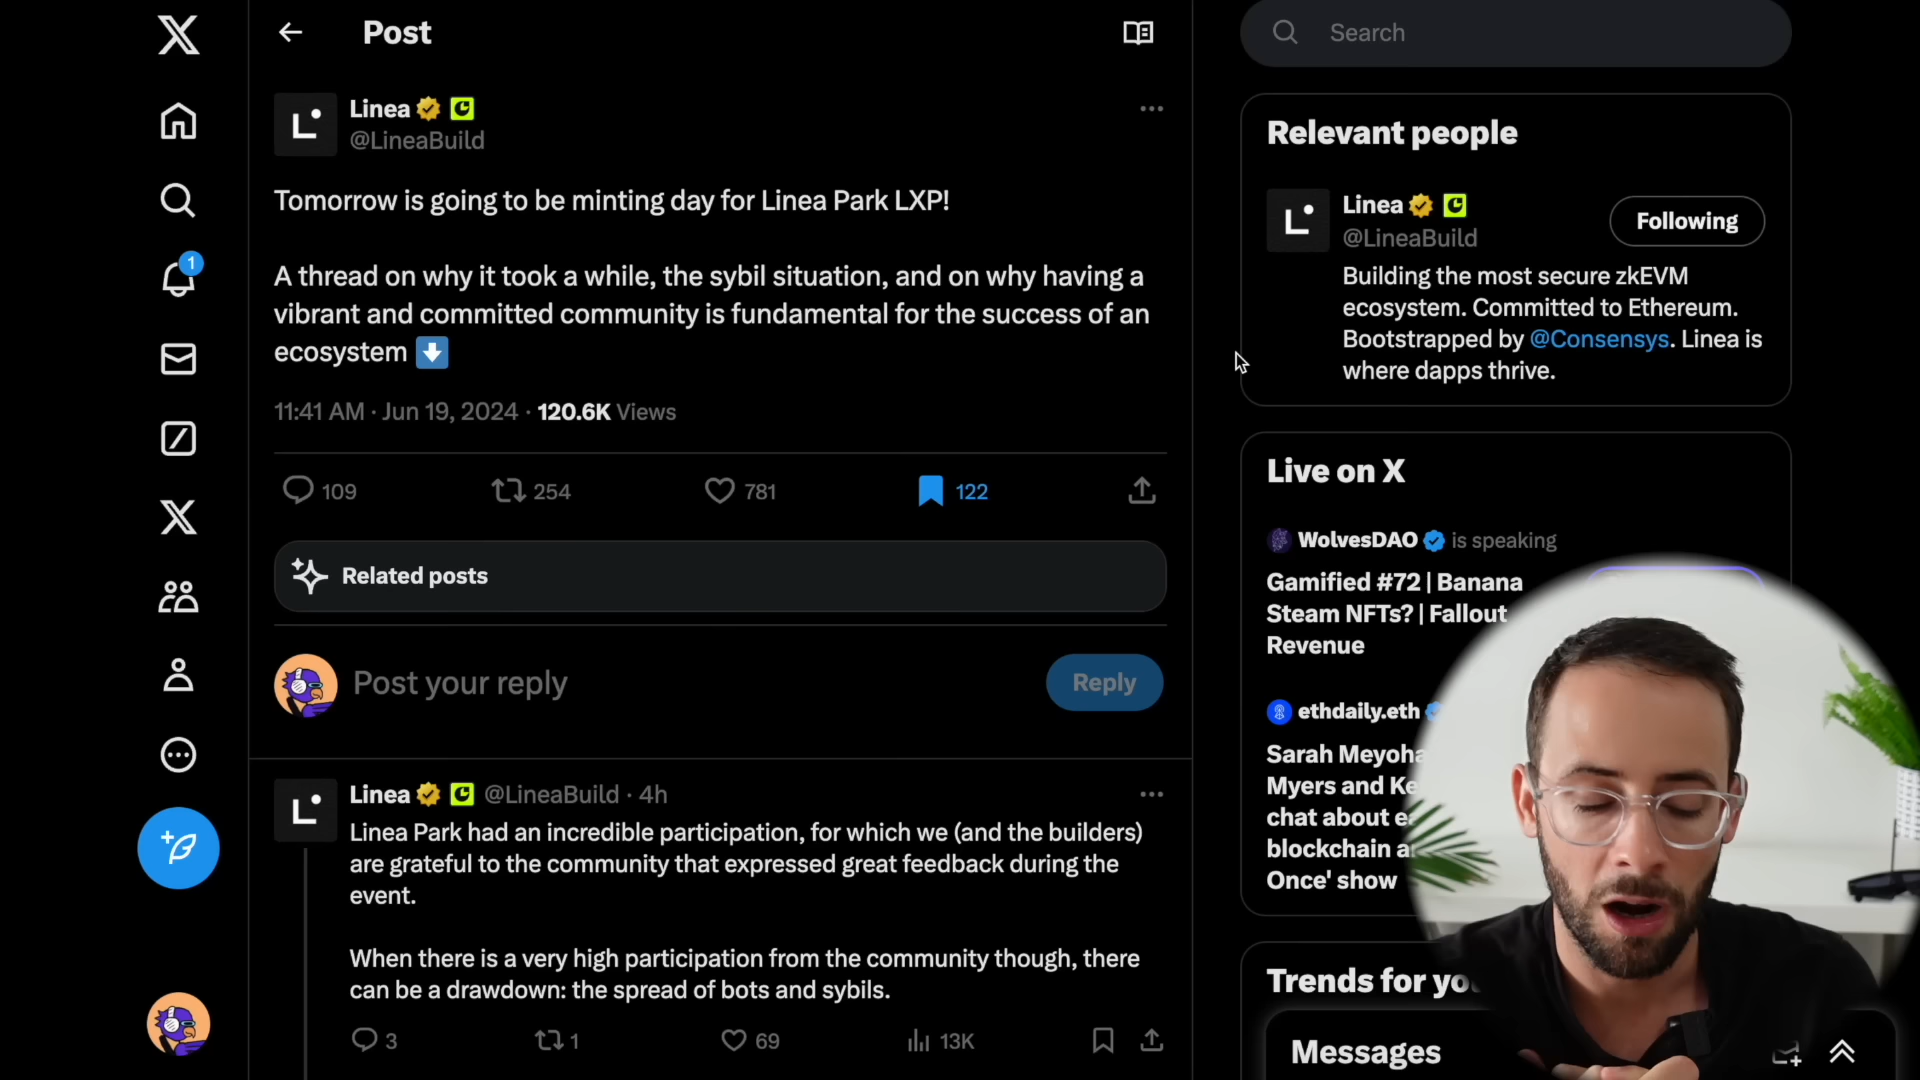 Post
Search
Linea
@LineaBuild
Tomorrow is going to be minting day for Linea Park LXP!
A thread on why it took a while, the sybil situation, and on why having a
vibrant and committed community is fundamental for the success of an
ecosystem
11:41 AM · Jun 19, 2024 · 120.6K Views
109 254 781 122
Related posts
Post your reply
Reply
Linea @LineaBuild · 4h
Linea Park had an incredible participation, for which we (and the builders)
are grateful to the community that expressed great feedback during the
event.
When there is a very high participation from the community though, there
can be a drawdown: the spread of bots and sybils.
3 1 69 13K
1
Relevant people
Linea
@LineaBuild
Following
Building the most secure zkEVM
ecosystem. Committed to Ethereum.
Bootstrapped by @Consensys. Linea is
where dapps thrive.
Live on X
WolvesDAO is speaking
Gamified #72 | Banana
Steam NFTs? | Fallout
Revenue
ethdaily.eth
Sarah
Myers and
chat about
blockchain
Once' show
Trends for
Messages